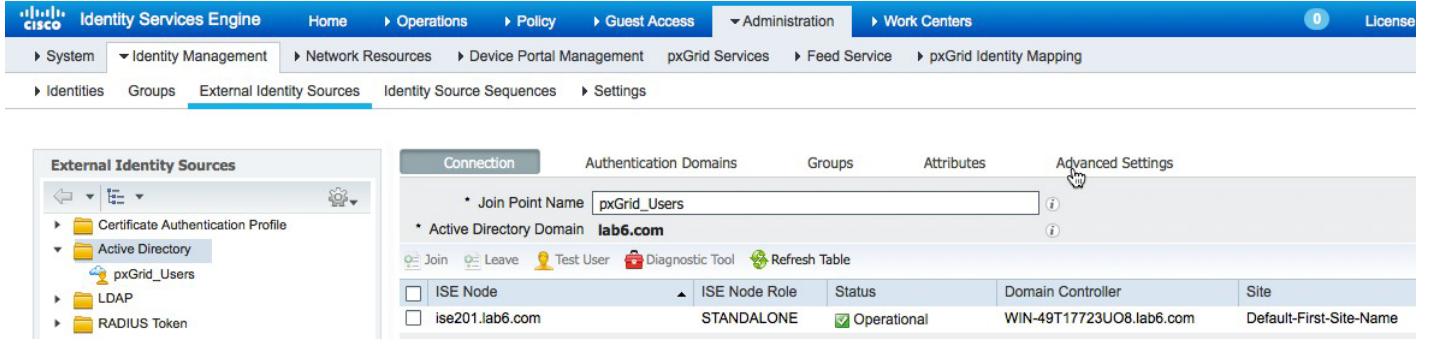 cisco Identity Services Engine Home Operations Policy Guest Access Administration Work Centers 0 License
System Identity Management Network Resources Device Portal Management pxGrid Services Feed Service pxGrid Identity Mapping
Identities Groups External Identity Sources Identity Source Sequences Settings
External Identity Sources
Certificate Authentication Profile
Active Directory
pxGrid_Users
LDAP
RADIUS Token
Connection Authentication Domains Groups Attributes Advanced Settings
* Join Point Name pxGrid_Users
* Active Directory Domain lab6.com
Join Leave Test User Diagnostic Tool Refresh Table
ISE Node ISE Node Role Status Domain Controller Site
ise201.lab6.com STANDALONE Operational WIN-49T17723UO8.lab6.com Default-First-Site-Name